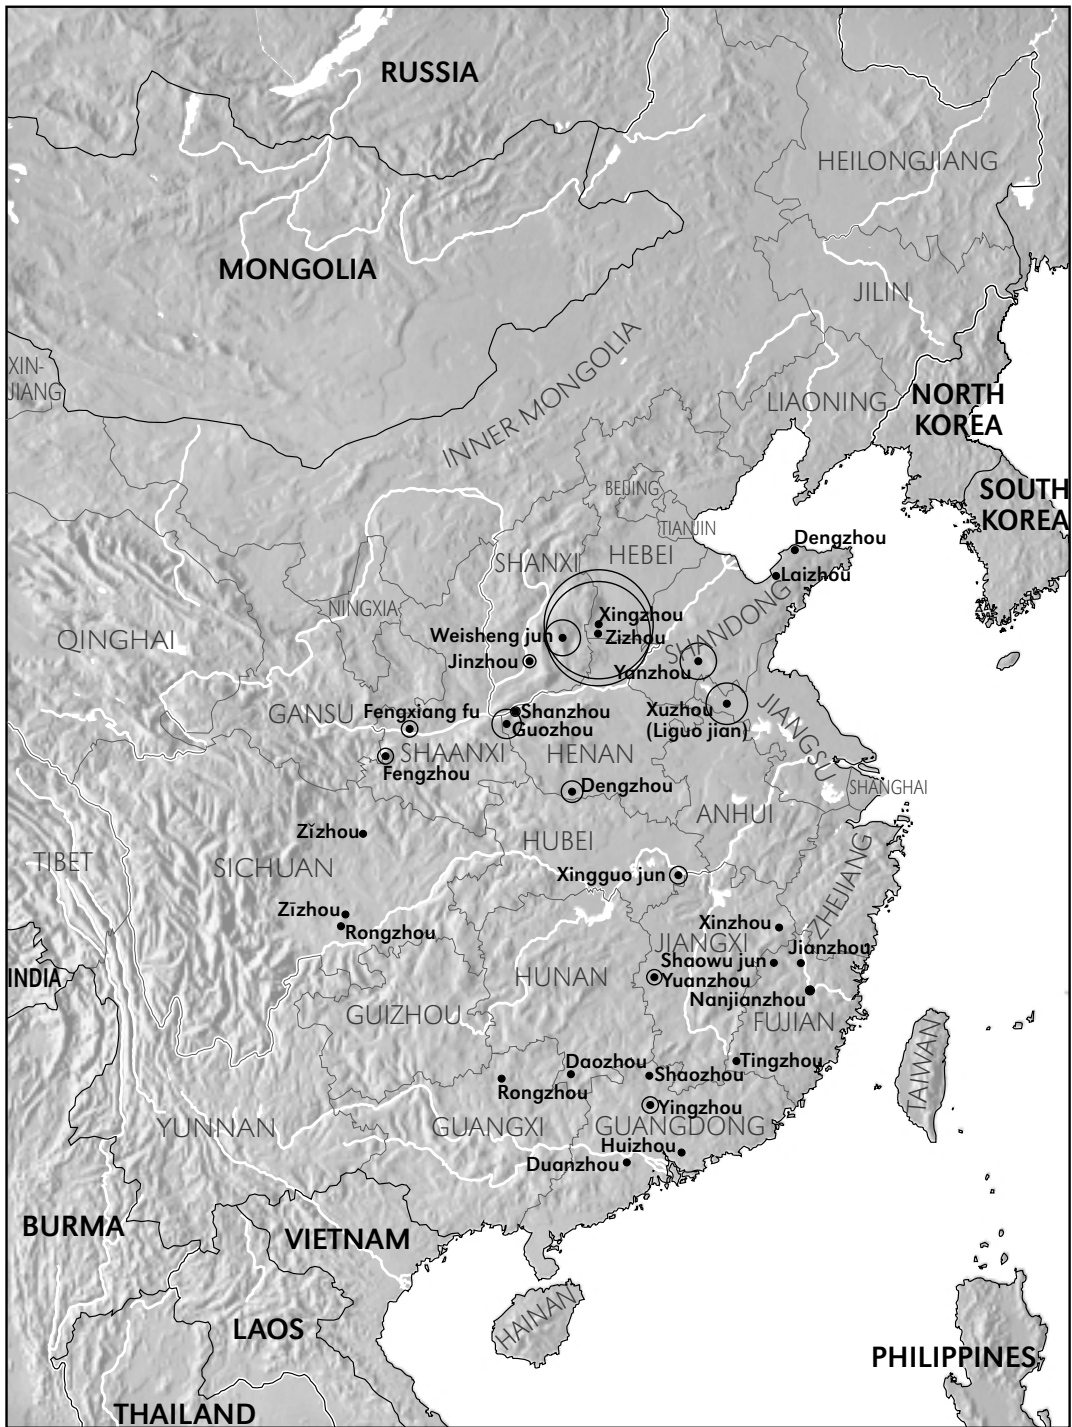 RUSSIA
HEILONGJIANG
MONGOLIA
JILIN
XIN-
JIANG
INNER MONGOLIA
LIAONING
NORTH
KOREA
BEIJING
SOUTH
KOREA
TIANJIN
Dengzhou
SHANXI
HEBEI
Laizhou
NINGXIA
SHANDONG
Xingzhou
Zizhou
Weisheng jun
QINGHAI
Jinzhou
Yanzhou
GANSU
Fengxiang fu
Shanzhou
Guozhou
Xuzhou
(Liguo jian)
JIANGSU
SHAANXI
HENAN
Fengzhou
Dengzhou
SHANGHAI
ANHUI
Zǐzhou
HUBEI
TIBET
SICHUAN
Xingguo jun
ZHEJIANG
Zīzhou
Rongzhou
Xinzhou
JIANGXI
Jianzhou
Shaowu jun
INDIA
HUNAN
Yuanzhou
Nanjianzhou
GUIZHOU
FUJIAN
TAIWAN
Daozhou
Tingzhou
Shaozhou
Rongzhou
Yingzhou
YUNNAN
GUANGXI
GUANGDONG
Huizhou
Duanzhou
BURMA
VIETNAM
HAINAN
LAOS
PHILIPPINES
THAILAND